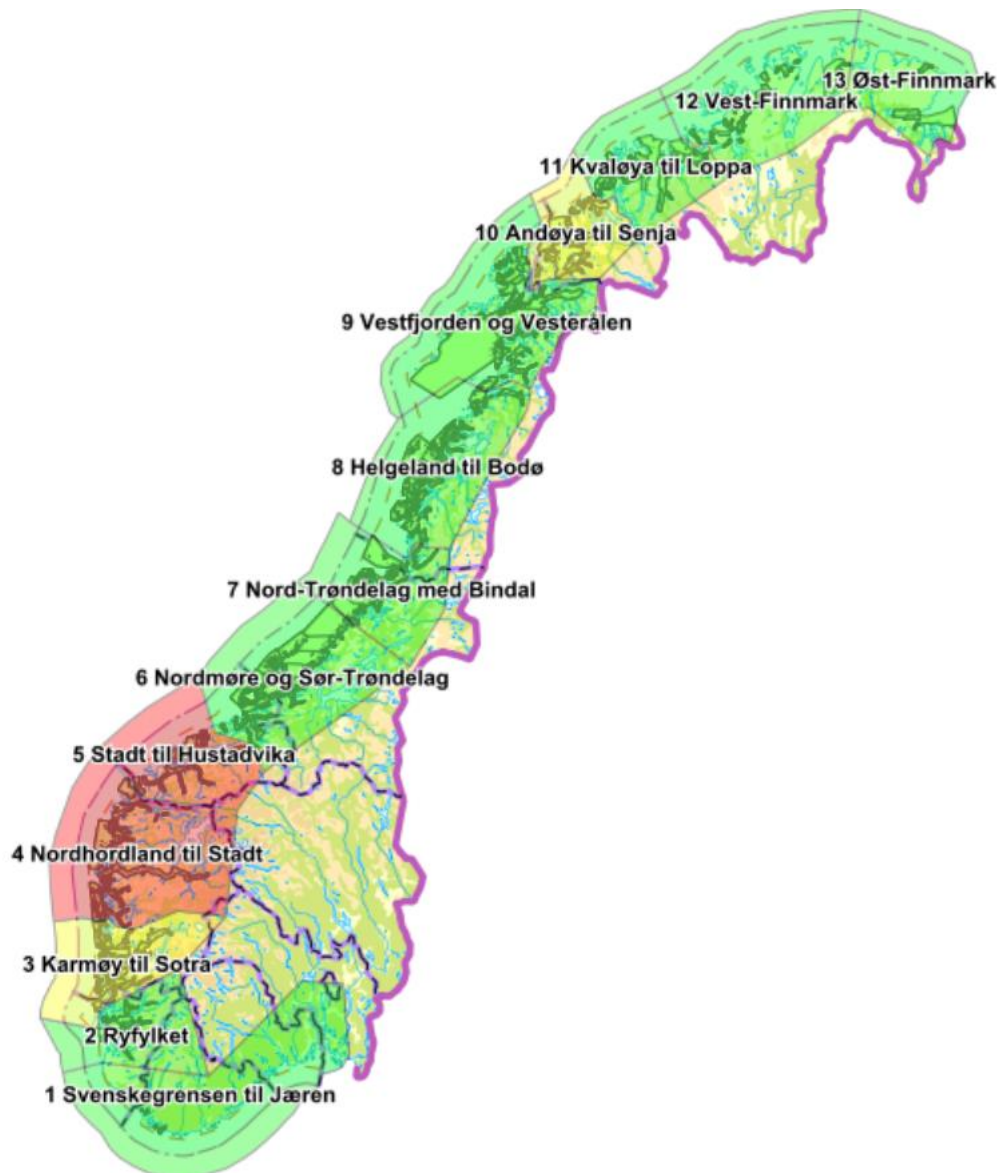 13 Øst-Finnmark
12 Vest-Finnmark
11 Kvaløya til Loppa
10 Andøya til Senja
9 Vestfjorden og Vesterålen
8 Helgeland til Bodø
7 Nord-Trøndelag med Bindal
6 Nordmøre og Sør-Trøndelag
5 Stadt til Hustadvika
4 Nordhordland til Stadt
3 Karmøy til Sotra
2 Ryfylket
1 Svenskegrensen til Jæren